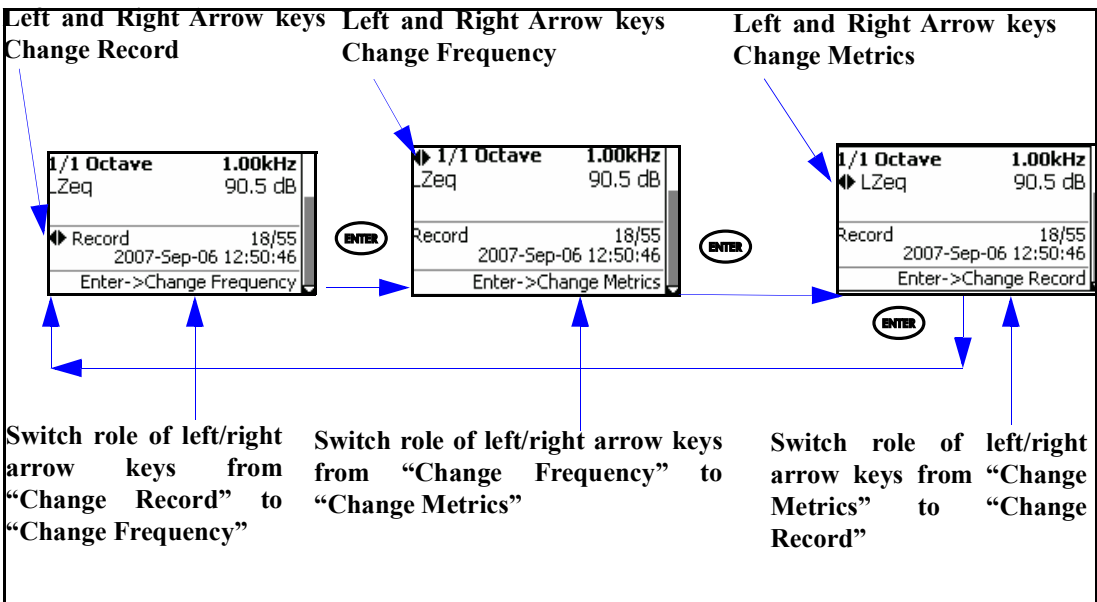 Left and Right Arrow keys
Change Record
Left and Right Arrow keys
Change Frequency
Left and Right Arrow keys
Change Metrics
1/1 Octave 1.00kHz
LZeq 90.5 dB
Record 18/55
2007-Sep-06 12:50:46
Enter->Change Frequency
ENTER
1/1 Octave 1.00kHz
LZeq 90.5 dB
Record 18/55
2007-Sep-06 12:50:46
Enter->Change Metrics
ENTER
1/1 Octave 1.00kHz
LZeq 90.5 dB
Record 18/55
2007-Sep-06 12:50:46
Enter->Change Record
ENTER
Switch role of left/right
arrow keys from
“Change Record” to
“Change Frequency”
Switch role of left/right arrow keys
from “Change Frequency” to
“Change Metrics”
Switch role of left/right
arrow keys from “Change
Metrics” to “Change
Record”